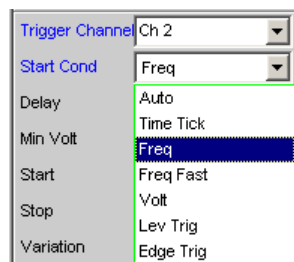 Trigger Channel Ch 2
Start Cond Freq
Delay Auto
Time Tick
Min Volt
Freq
Start Freq Fast
Volt
Stop
Lev Trig
Variation Edge Trig